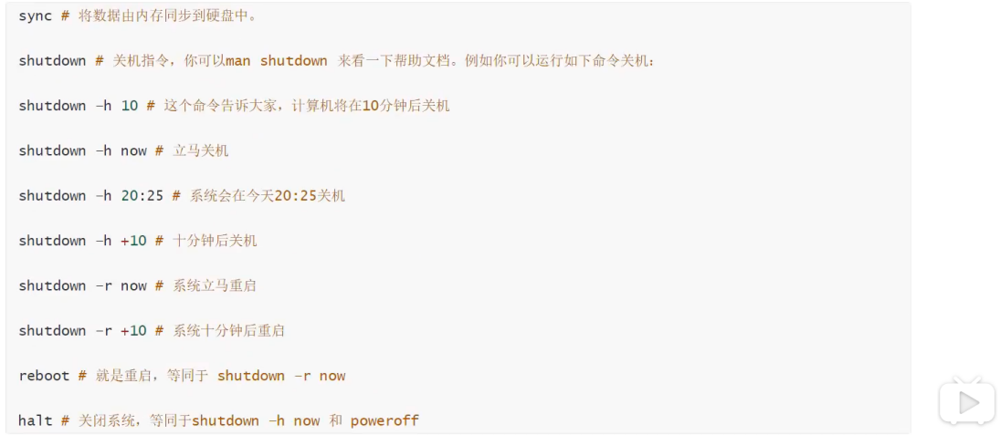 sync # 将数据由内存同步到硬盘中。
shutdown # 关机指令，你可以man shutdown 来看一下帮助文档。例如你可以运行如下命令关机：
shutdown -h 10 # 这个命令告诉大家，计算机将在10分钟后关机
shutdown -h now # 立马关机
shutdown -h 20:25 # 系统会在今天20:25关机
shutdown -h +10 # 十分钟后关机
shutdown -r now # 系统立马重启
shutdown -r +10 # 系统十分钟后重启
reboot # 就是重启，等同于 shutdown -r now
halt # 关闭系统，等同于shutdown -h now 和 poweroff